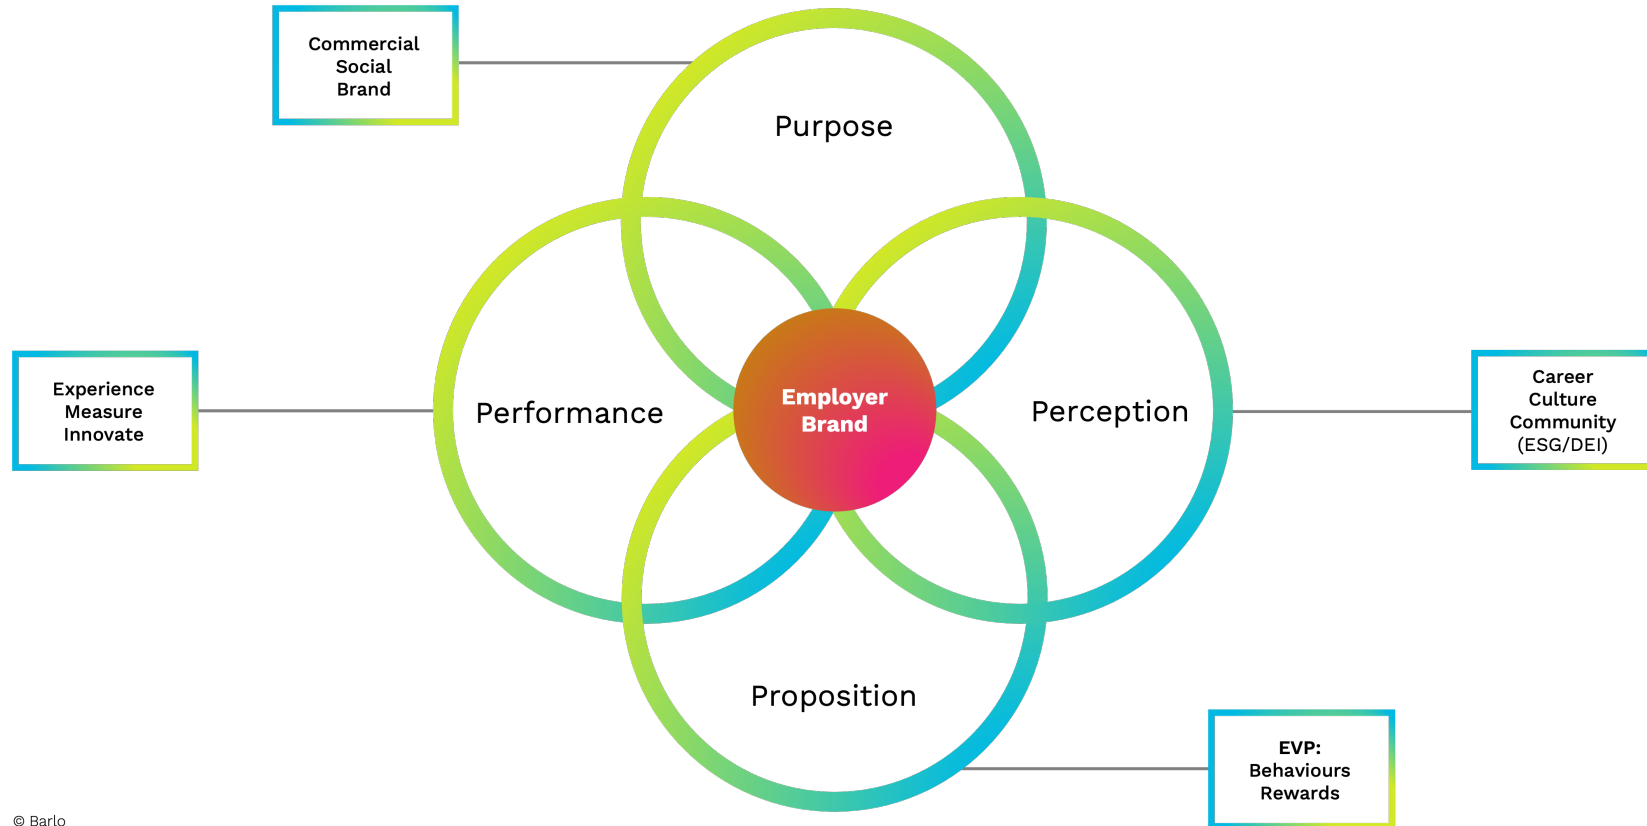 Commercial
Social
Brand
Purpose
Experience
Measure
Innovate
Performance
Employer
Brand
Perception
Career
Culture
Community
(ESG/DEI)
Proposition
EVP:
Behaviours
Rewards
© Barlo